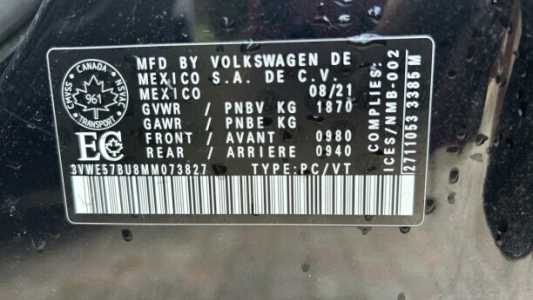 MFD BY VOLKSWAGEN DE
MEXICO S.A. DE C.V.
MEXICO 08/21
GVWR / PNBV KG 1870
GAWR / PNBE KG
FRONT / AVANT 0980
REAR / ARRIERE 0940
3VWE57BU8MM073827 TYPE:PC/VT
COMPLIES:
ICES/NMB-002
2711053 3385 M
CANADA
CMVSS
NSVAC
961
TRANSPORT
EC